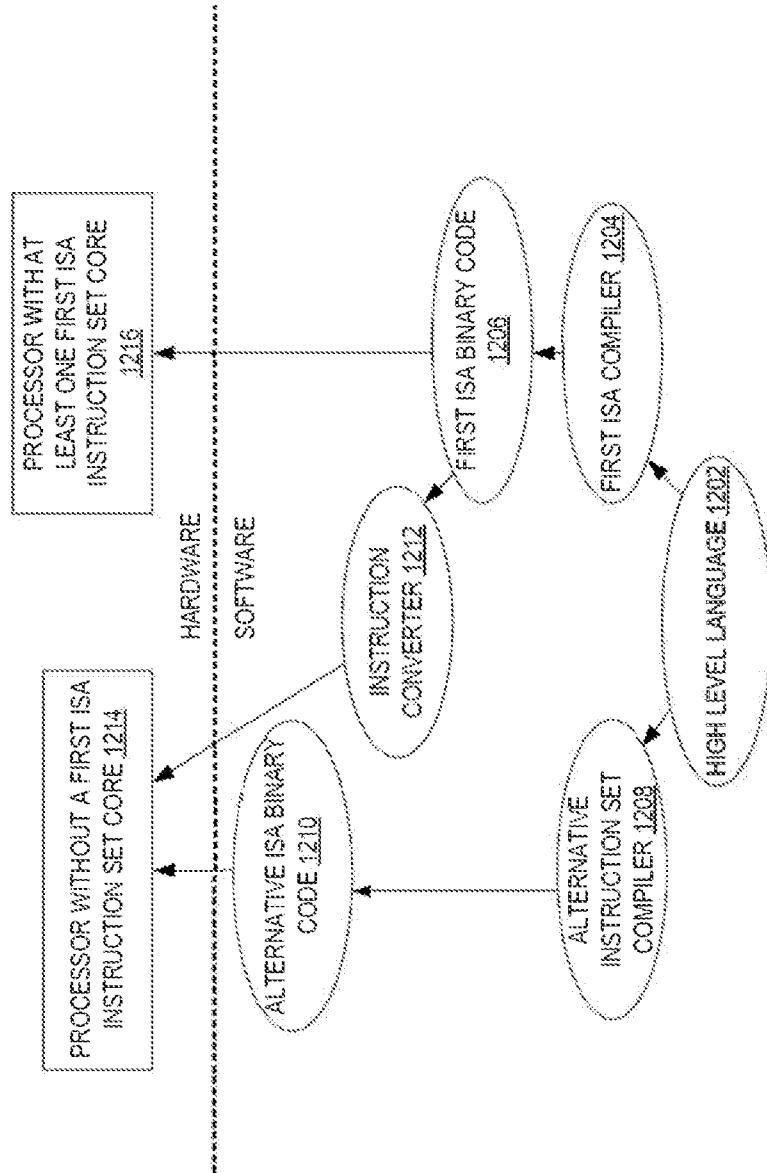 PROCESSOR WITHOUT A FIRST ISA
INSTRUCTION SET CORE 1214
PROCESSOR WITH AT
LEAST ONE FIRST ISA
INSTRUCTION SET CORE
1216
HARDWARE
SOFTWARE
ALTERNATIVE ISA BINARY
CODE 1210
INSTRUCTION
CONVERTER 1212
FIRST ISA BINARY CODE
1206
ALTERNATIVE
INSTRUCTION SET
COMPILER 1208
FIRST ISA COMPILER 1204
HIGH LEVEL LANGUAGE 1202